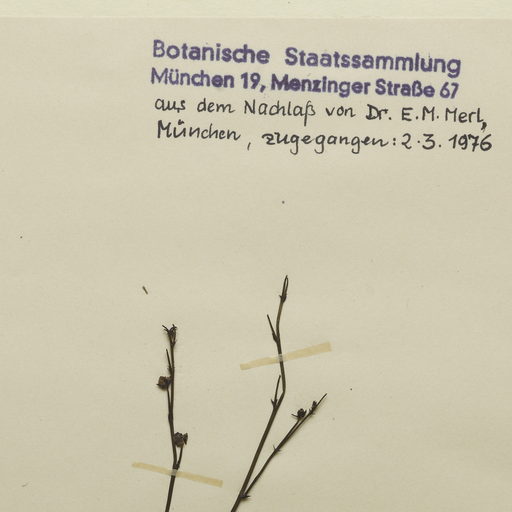 Botanische Staatssammlung
München 19, Menzinger Straße 67
aus dem Nachlaß von Dr. E. M. Merl,
München, zugegangen: 2.3. 1976